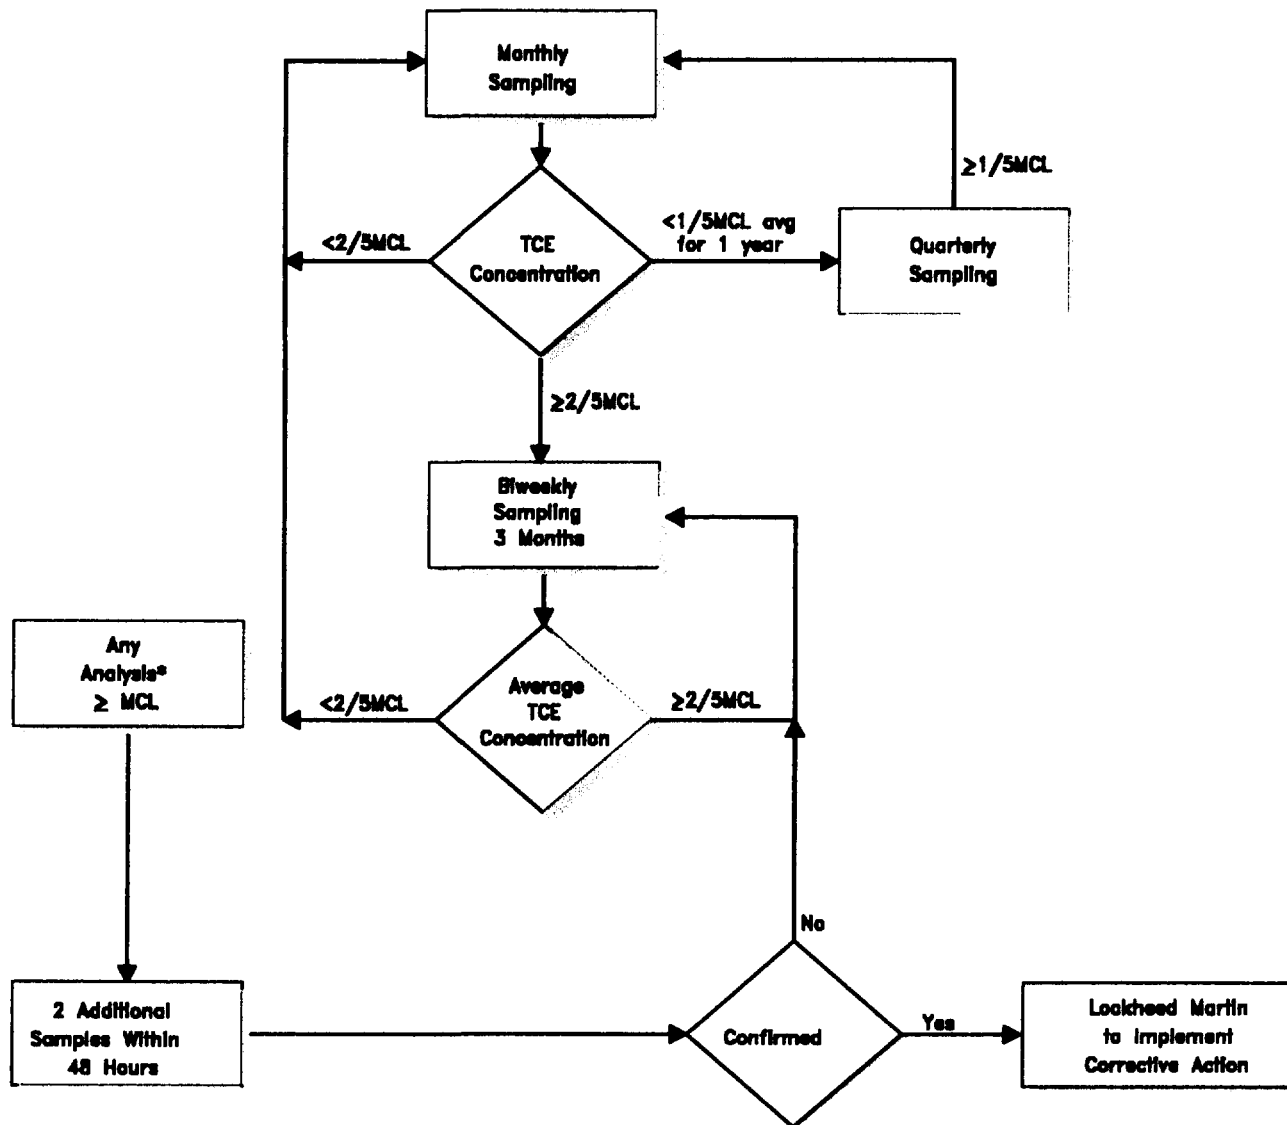 Monthly
Sampling
≥1/5MCL
<2/5MCL
TCE
Concentration
<1/5MCL avg
for 1 year
Quarterly
Sampling
≥2/5MCL
Biweekly
Sampling
3 Months
Any
Analysis*
≥ MCL
<2/5MCL
Average
TCE
Concentration
≥2/5MCL
No
2 Additional
Samples Within
48 Hours
Confirmed
Yes
Lockheed Martin
to Implement
Corrective Action